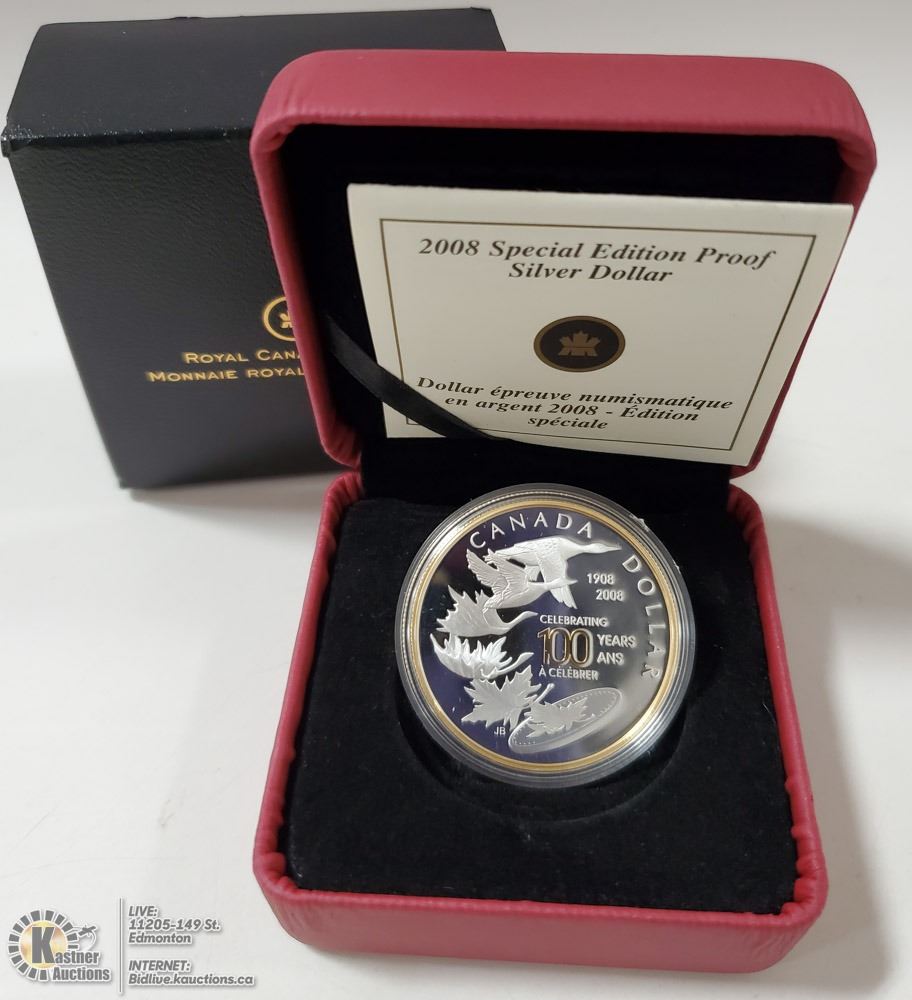 2008 Special Edition Proof
Silver Dollar
Dollar épreuve numismatique
en argent 2008 - Édition
spéciale
ROYAL CANA
MONNAIE ROYAL
CANADA DOLLAR
1908
2008
CELEBRATING
100 YEARS
ANS
À CÉLÉBRER
JB
Kastner
Auctions
LIVE:
11205-149 St.
Edmonton
INTERNET:
Bidlive.kauctions.ca